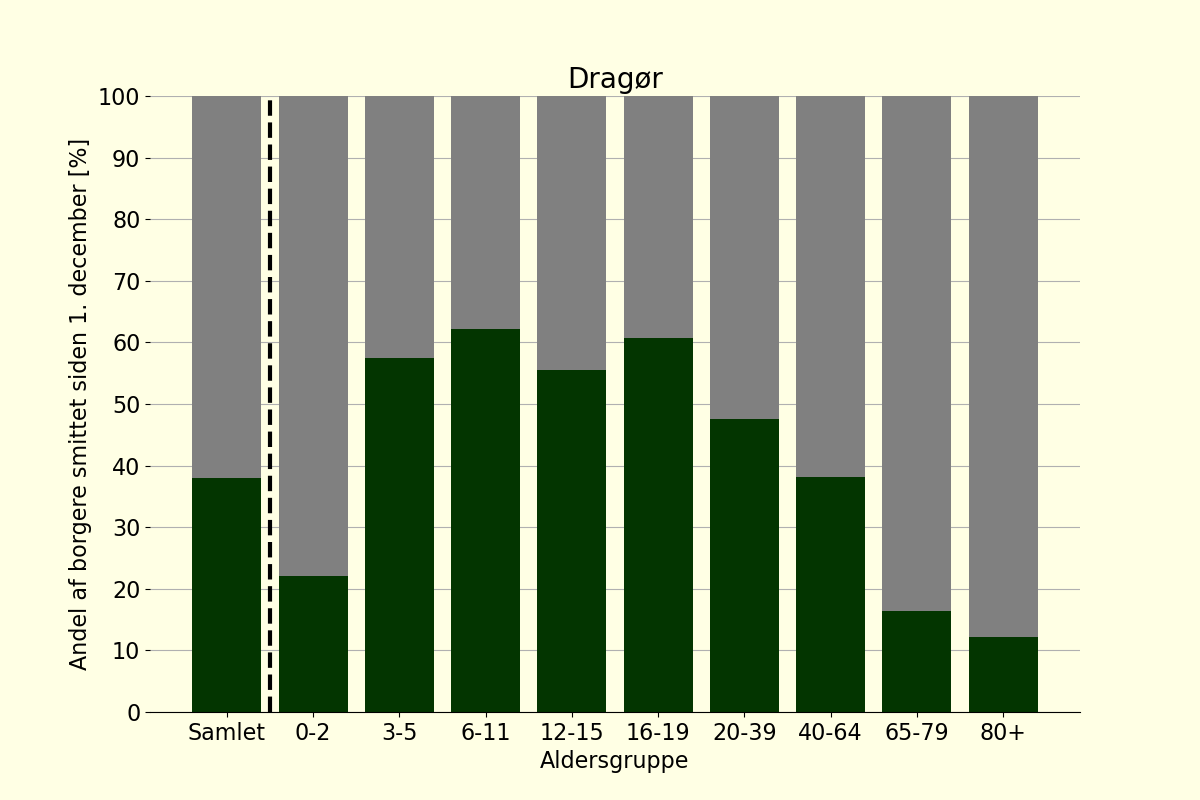 Dragør
Andel af borgere smittet siden 1. december [%]
100
90
80
70
60
50
40
30
20
10
0
Samlet 0-2 3-5 6-11 12-15 16-19 20-39 40-64 65-79 80+
Aldersgruppe